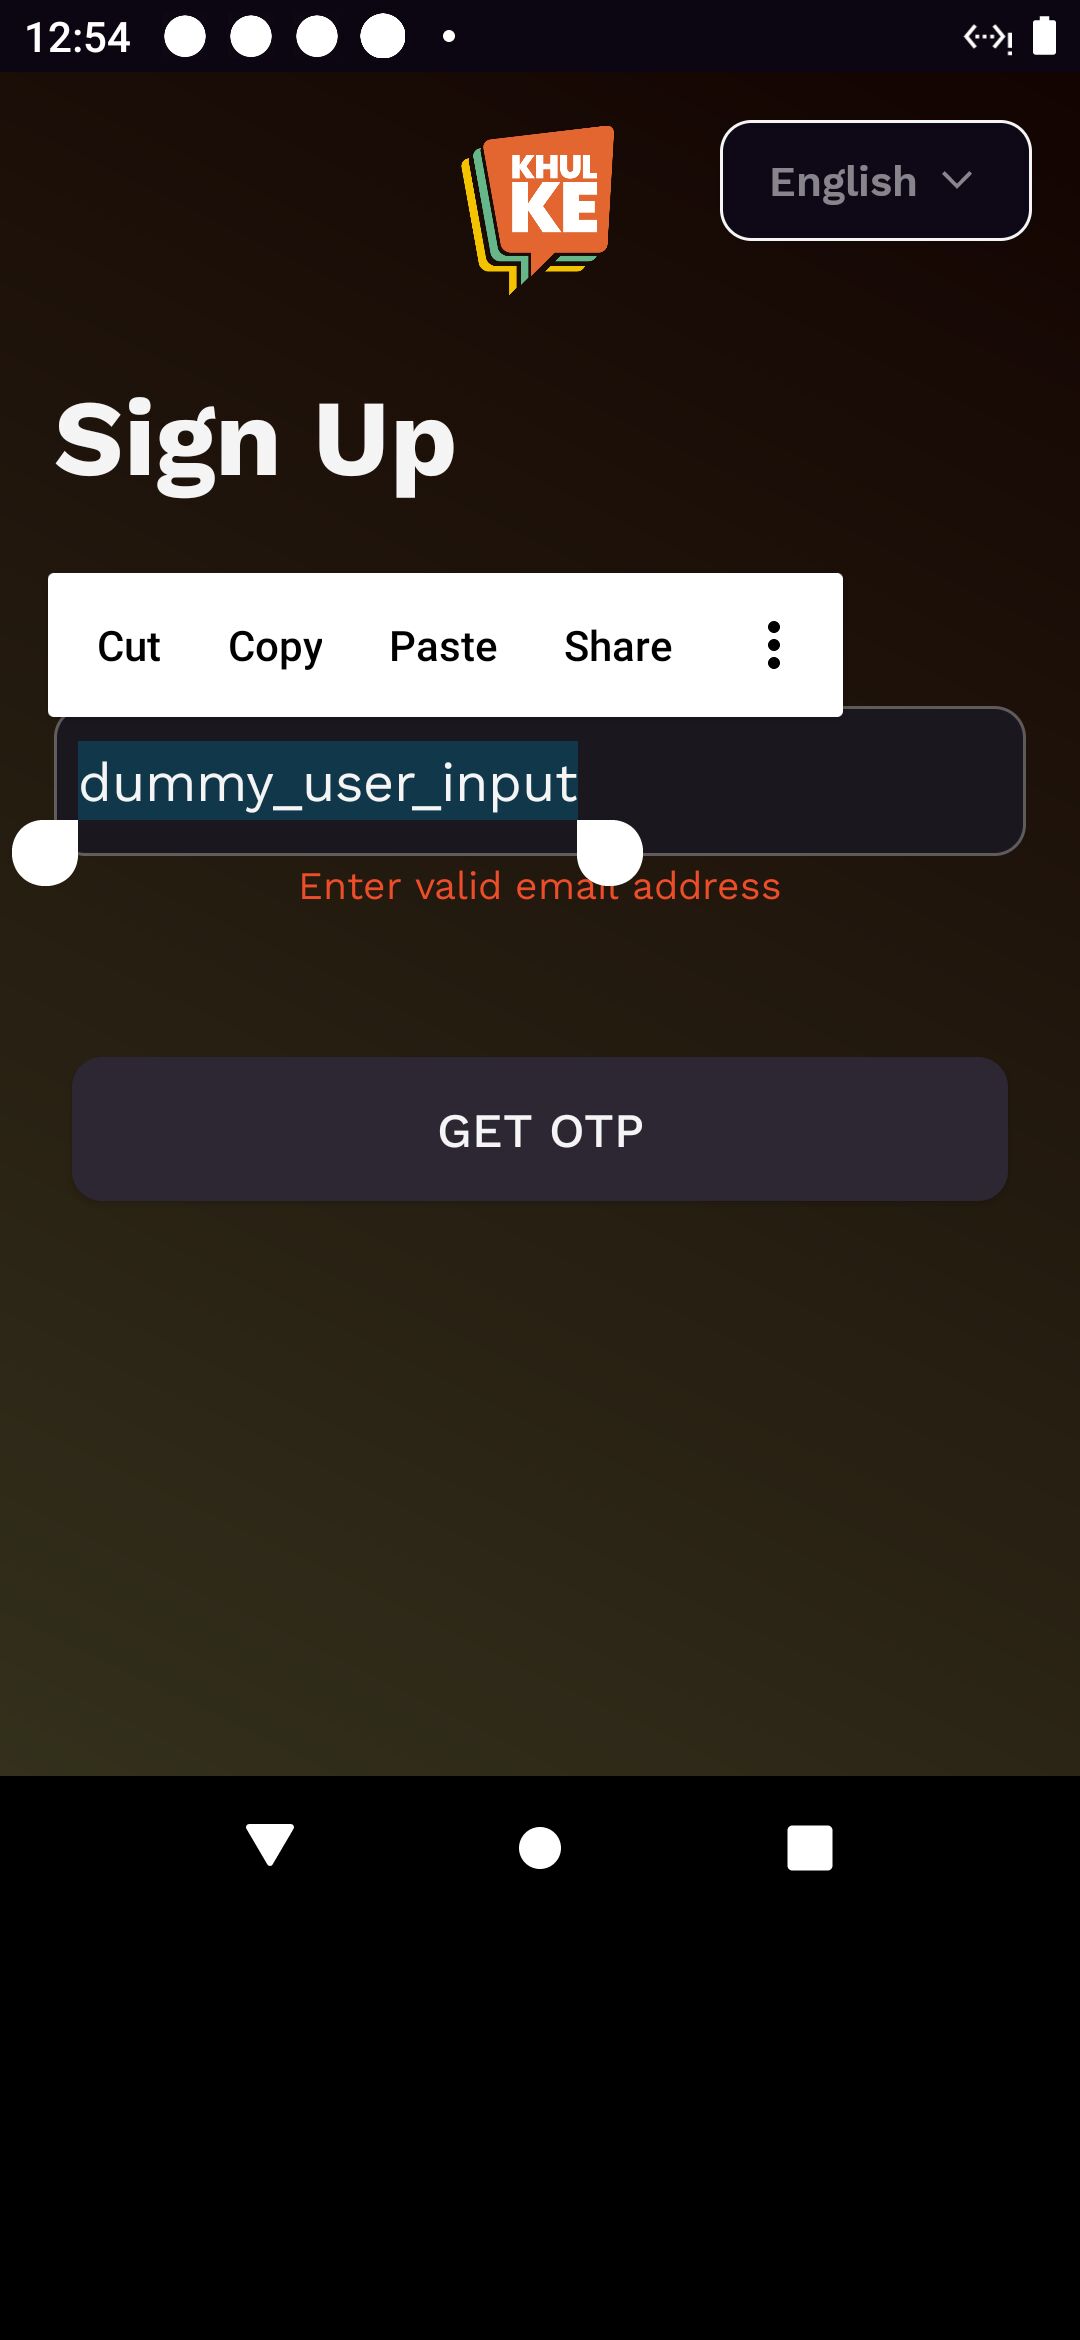 12:54
KHUL
KE
English
Sign Up
Cut Copy Paste Share
dummy_user_input
Enter valid email address
GET OTP